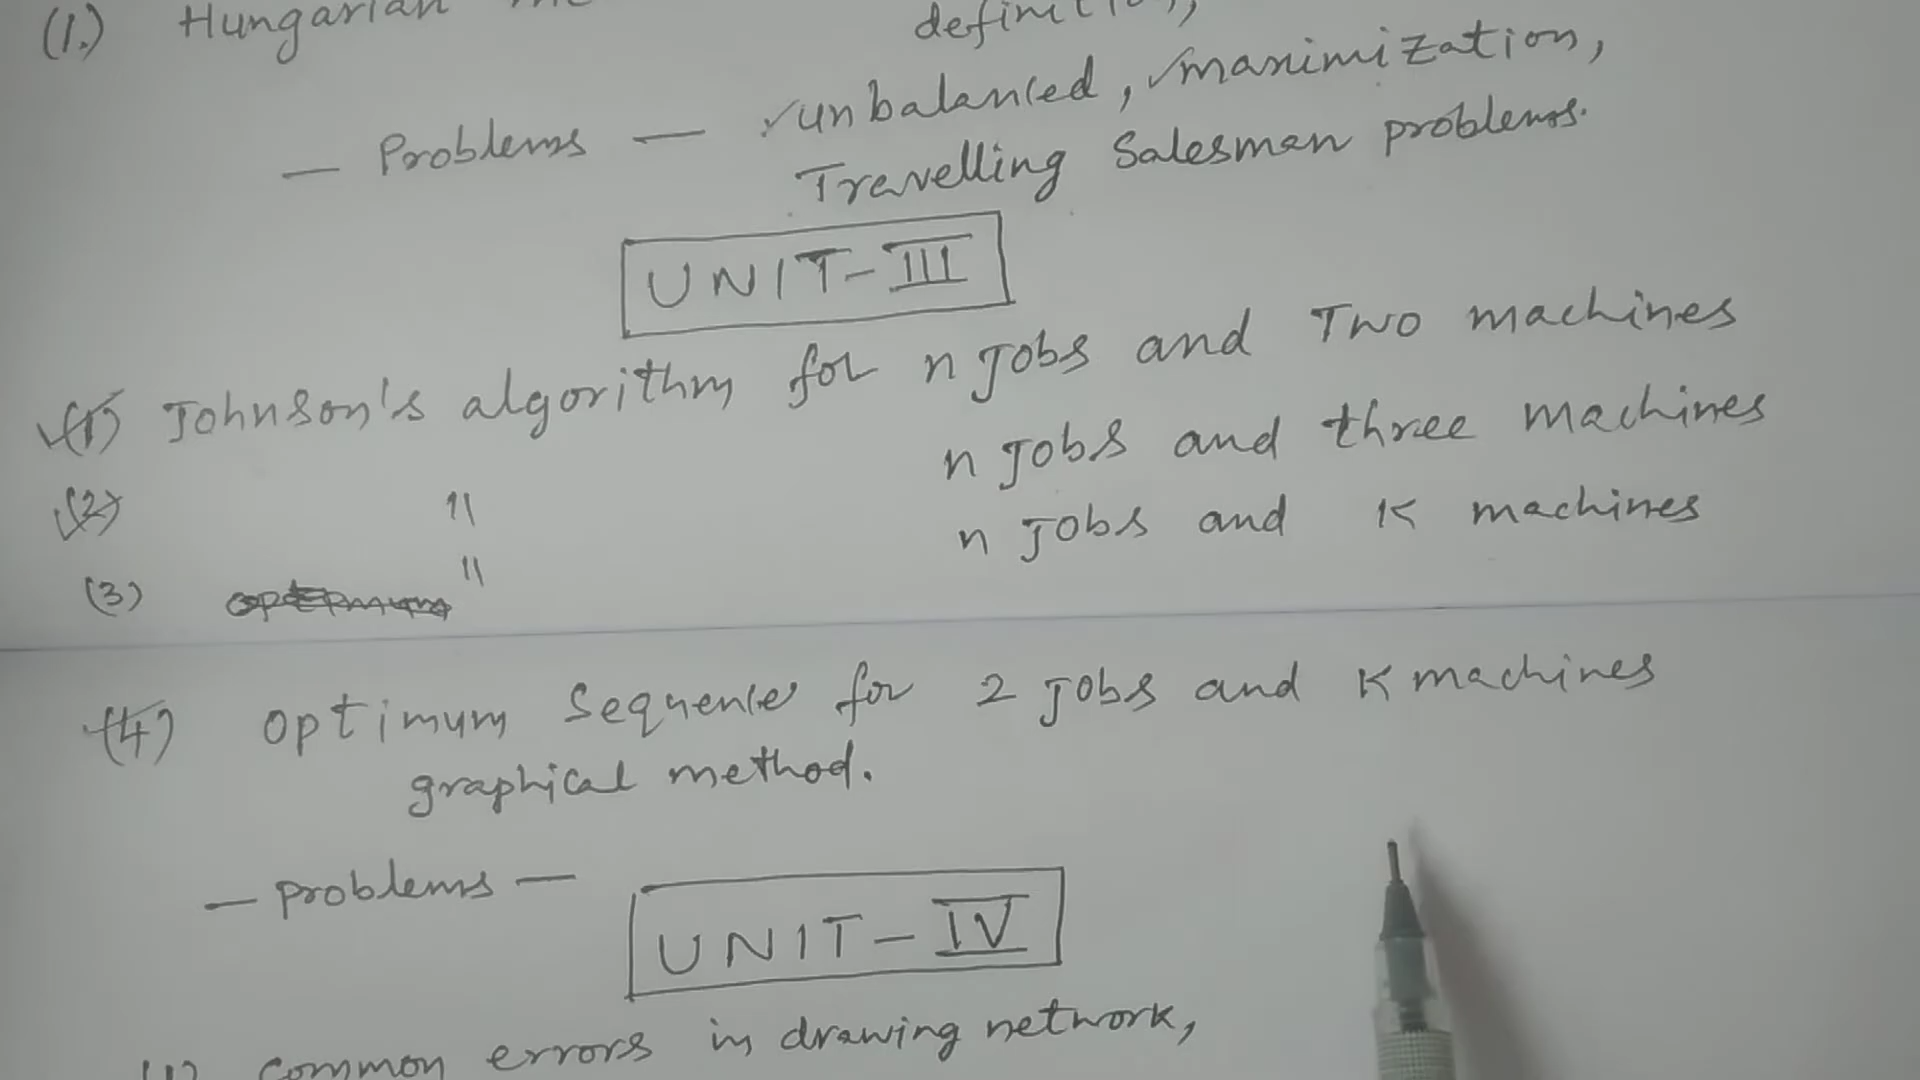 (1.) Hungarian
definition,
— Problems — ✓unbalanced, ✓maximization,
Travelling Salesman problems.
UNIT-III
(1) Johnson's algorithm for n Jobs and Two machines
(2) " n Jobs and three machines
(3) " n Jobs and K machines
(4) optimum Sequence for 2 Jobs and K machines
graphical method.
— problems —
UNIT-IV
(1) common errors in drawing network,